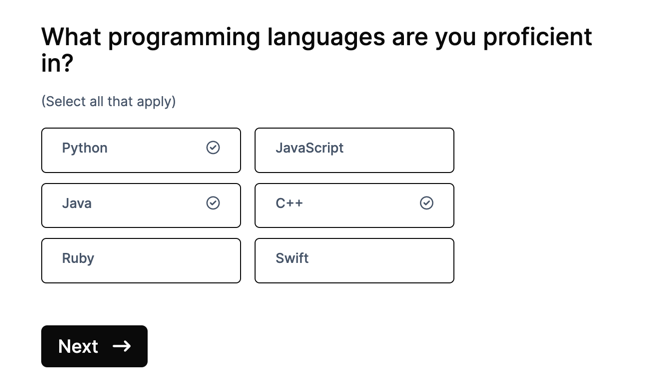 What programming languages are you proficient
in?
(Select all that apply)
Python
JavaScript
Java
C++
Ruby
Swift
Next